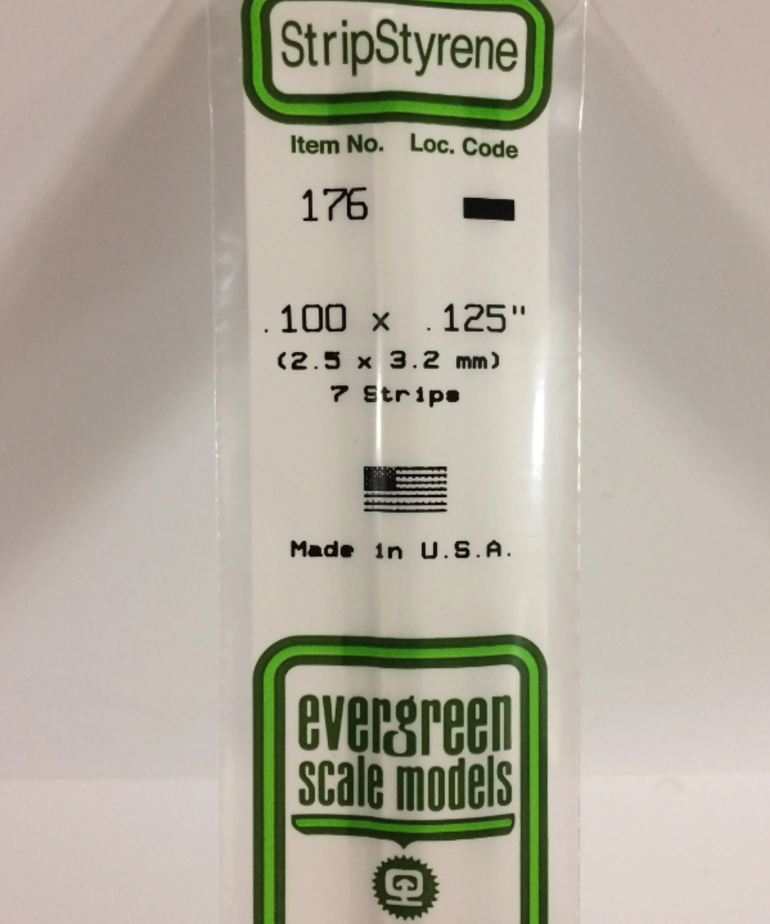 StripStyrene
Item No. Loc. Code
176
.100 x .125"
(2.5 x 3.2 mm)
7 Strips
Made in U.S.A.
evergreen
scale models